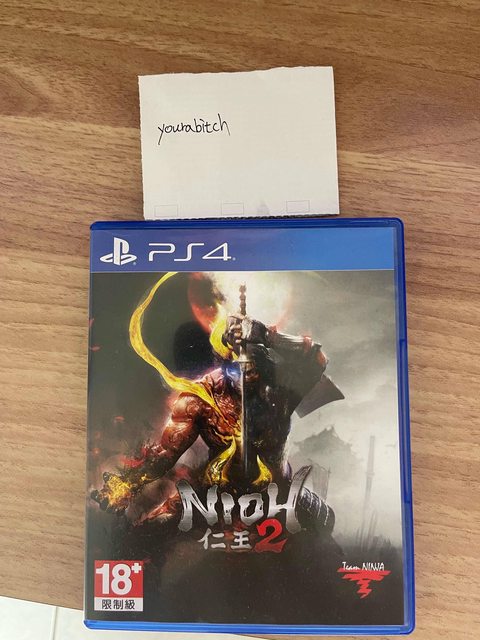 yourabitch
PS4
NIOH
仁王2
18+
限制級
Team NINJA